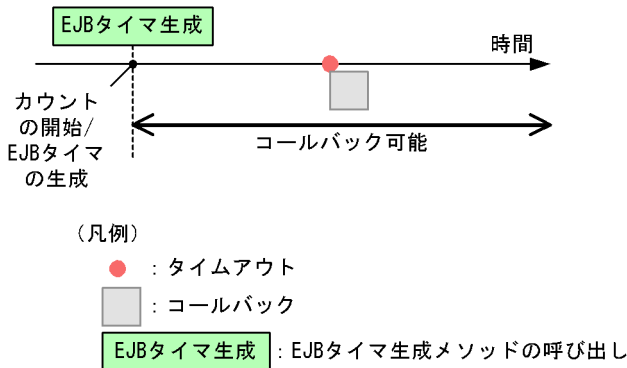 EJBタイマ生成
時間
カウント
の開始/
EJBタイマ
の生成
コールバック可能
（凡例）
：タイムアウト
：コールバック
EJBタイマ生成：EJBタイマ生成メソッドの呼び出し